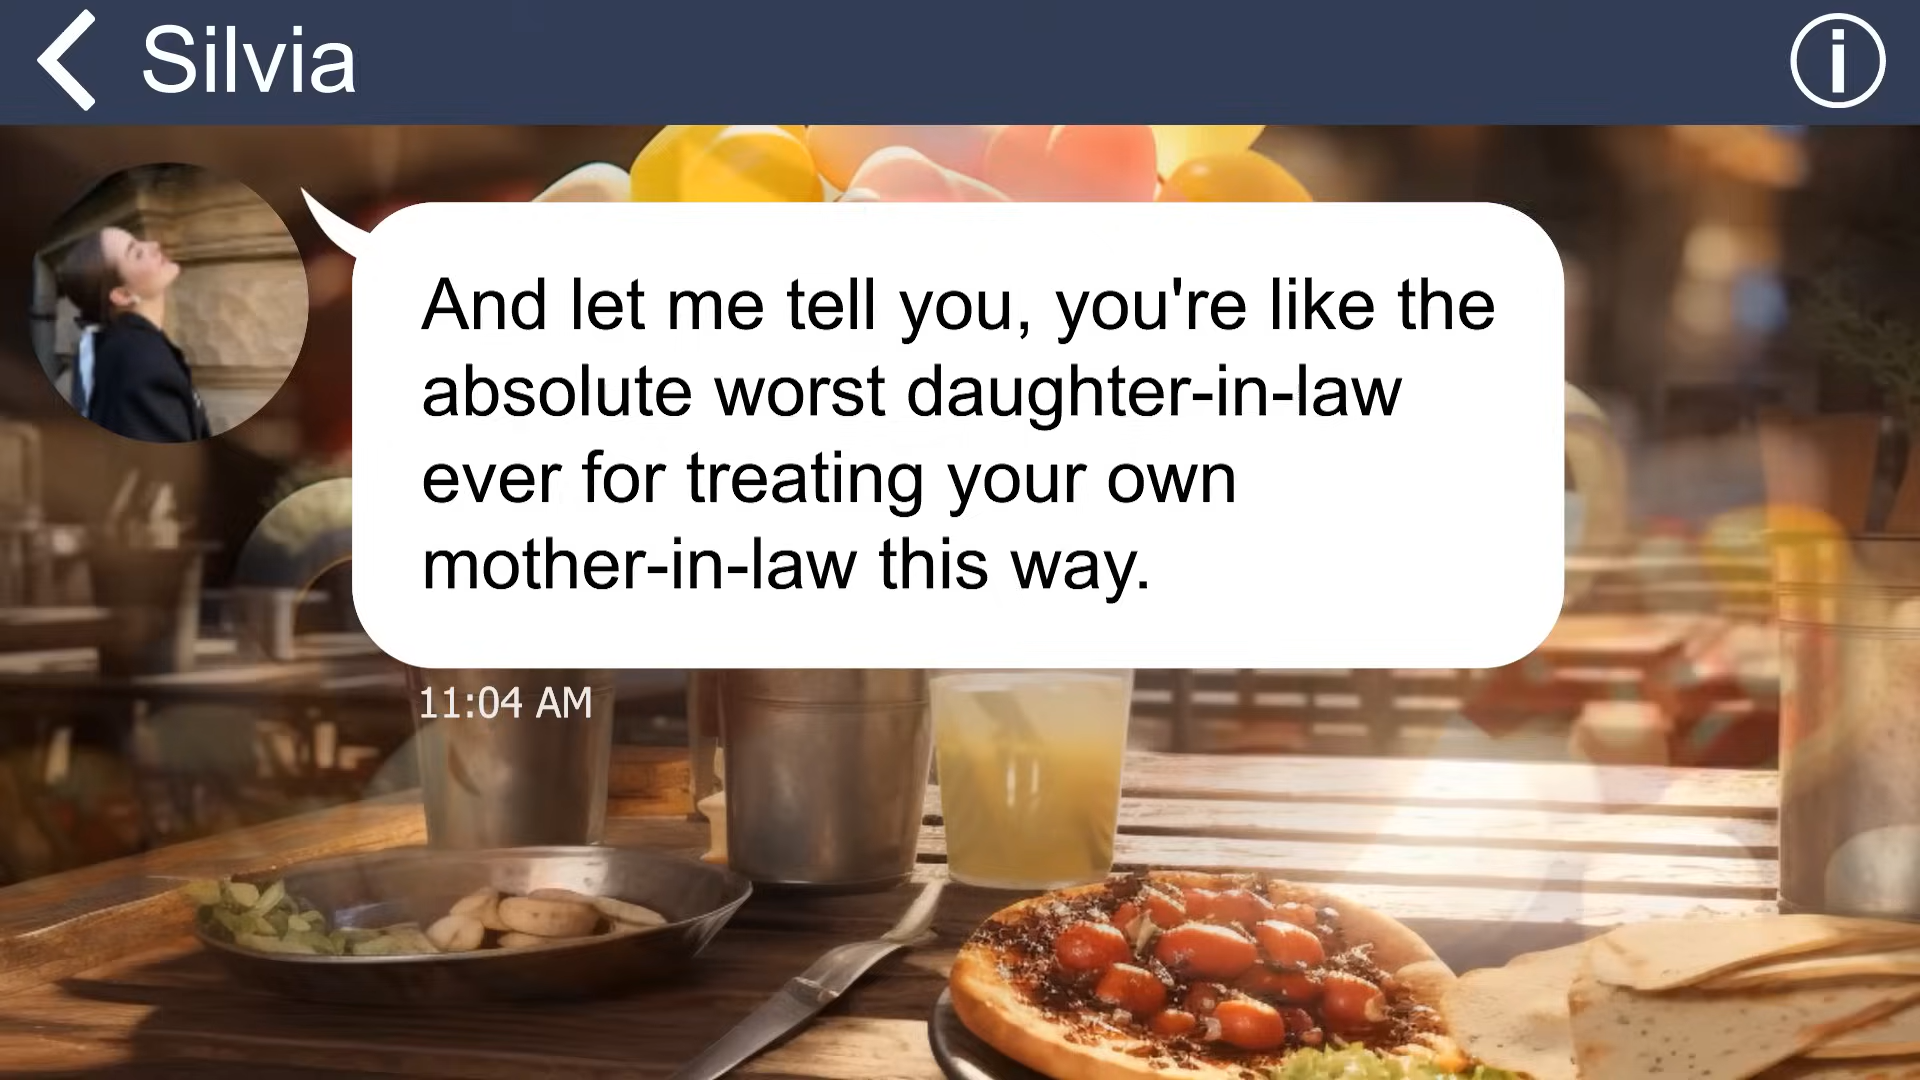 Silvia
And let me tell you, you're like the
absolute worst daughter-in-law
ever for treating your own
mother-in-law this way.
11:04 AM